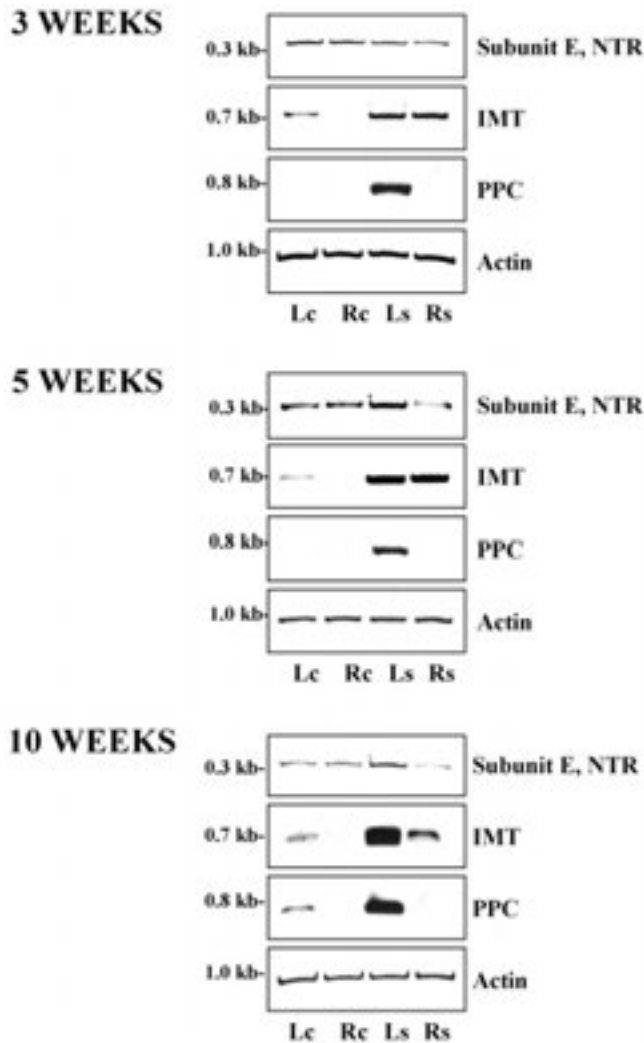 3 WEEKS
0.3 kb- Subunit E, NTR
0.7 kb- IMT
0.8 kb- PPC
1.0 kb- Actin
Lc Rc Ls Rs
5 WEEKS
0.3 kb- Subunit E, NTR
0.7 kb- IMT
0.8 kb- PPC
1.0 kb- Actin
Lc Rc Ls Rs
10 WEEKS
0.3 kb- Subunit E, NTR
0.7 kb- IMT
0.8 kb- PPC
1.0 kb- Actin
Lc Rc Ls Rs